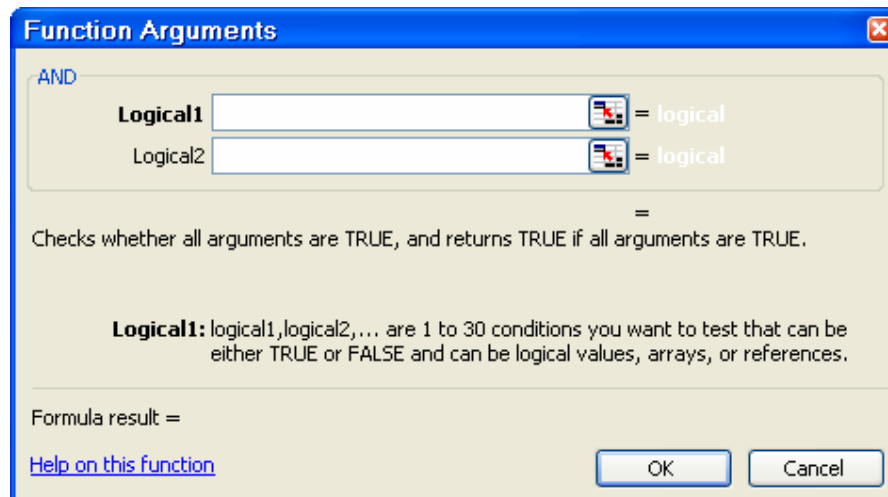 Function Arguments
AND
Logical1 = logical
Logical2 = logical
=
Checks whether all arguments are TRUE, and returns TRUE if all arguments are TRUE.
Logical1: logical1,logical2,... are 1 to 30 conditions you want to test that can be
either TRUE or FALSE and can be logical values, arrays, or references.
Formula result =
Help on this function OK Cancel